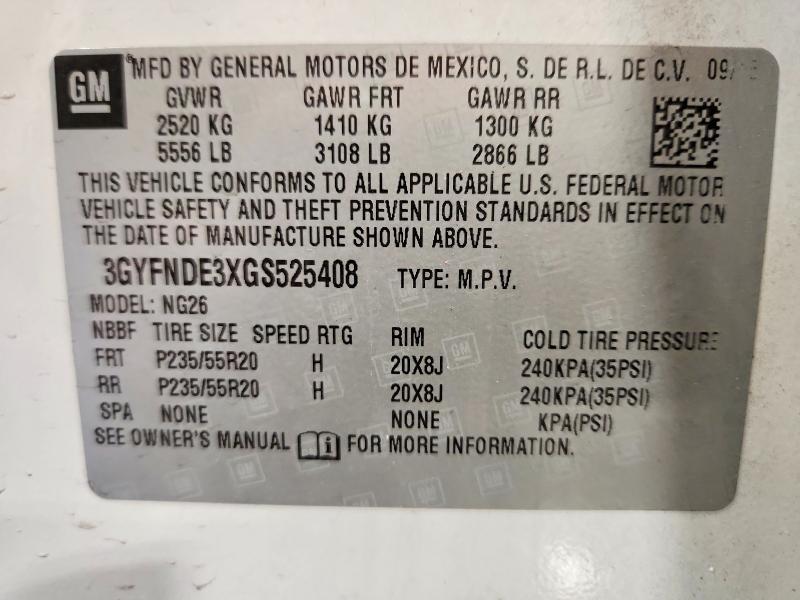 GM
MFD BY GENERAL MOTORS DE MEXICO, S. DE R.L. DE C.V. 09/
GVWR GAWR FRT GAWR RR
2520 KG 1410 KG 1300 KG
5556 LB 3108 LB 2866 LB
THIS VEHICLE CONFORMS TO ALL APPLICABLE U.S. FEDERAL MOTOR
VEHICLE SAFETY AND THEFT PREVENTION STANDARDS IN EFFECT ON
THE DATE OF MANUFACTURE SHOWN ABOVE.
3GYFNDE3XGS525408 TYPE: M.P.V.
MODEL: NG26
NBBF TIRE SIZE SPEED RTG RIM COLD TIRE PRESSURE
FRT P235/55R20 H 20X8J 240KPA(35PSI)
RR P235/55R20 H 20X8J 240KPA(35PSI)
SPA NONE NONE KPA(PSI)
SEE OWNER'S MANUAL FOR MORE INFORMATION.